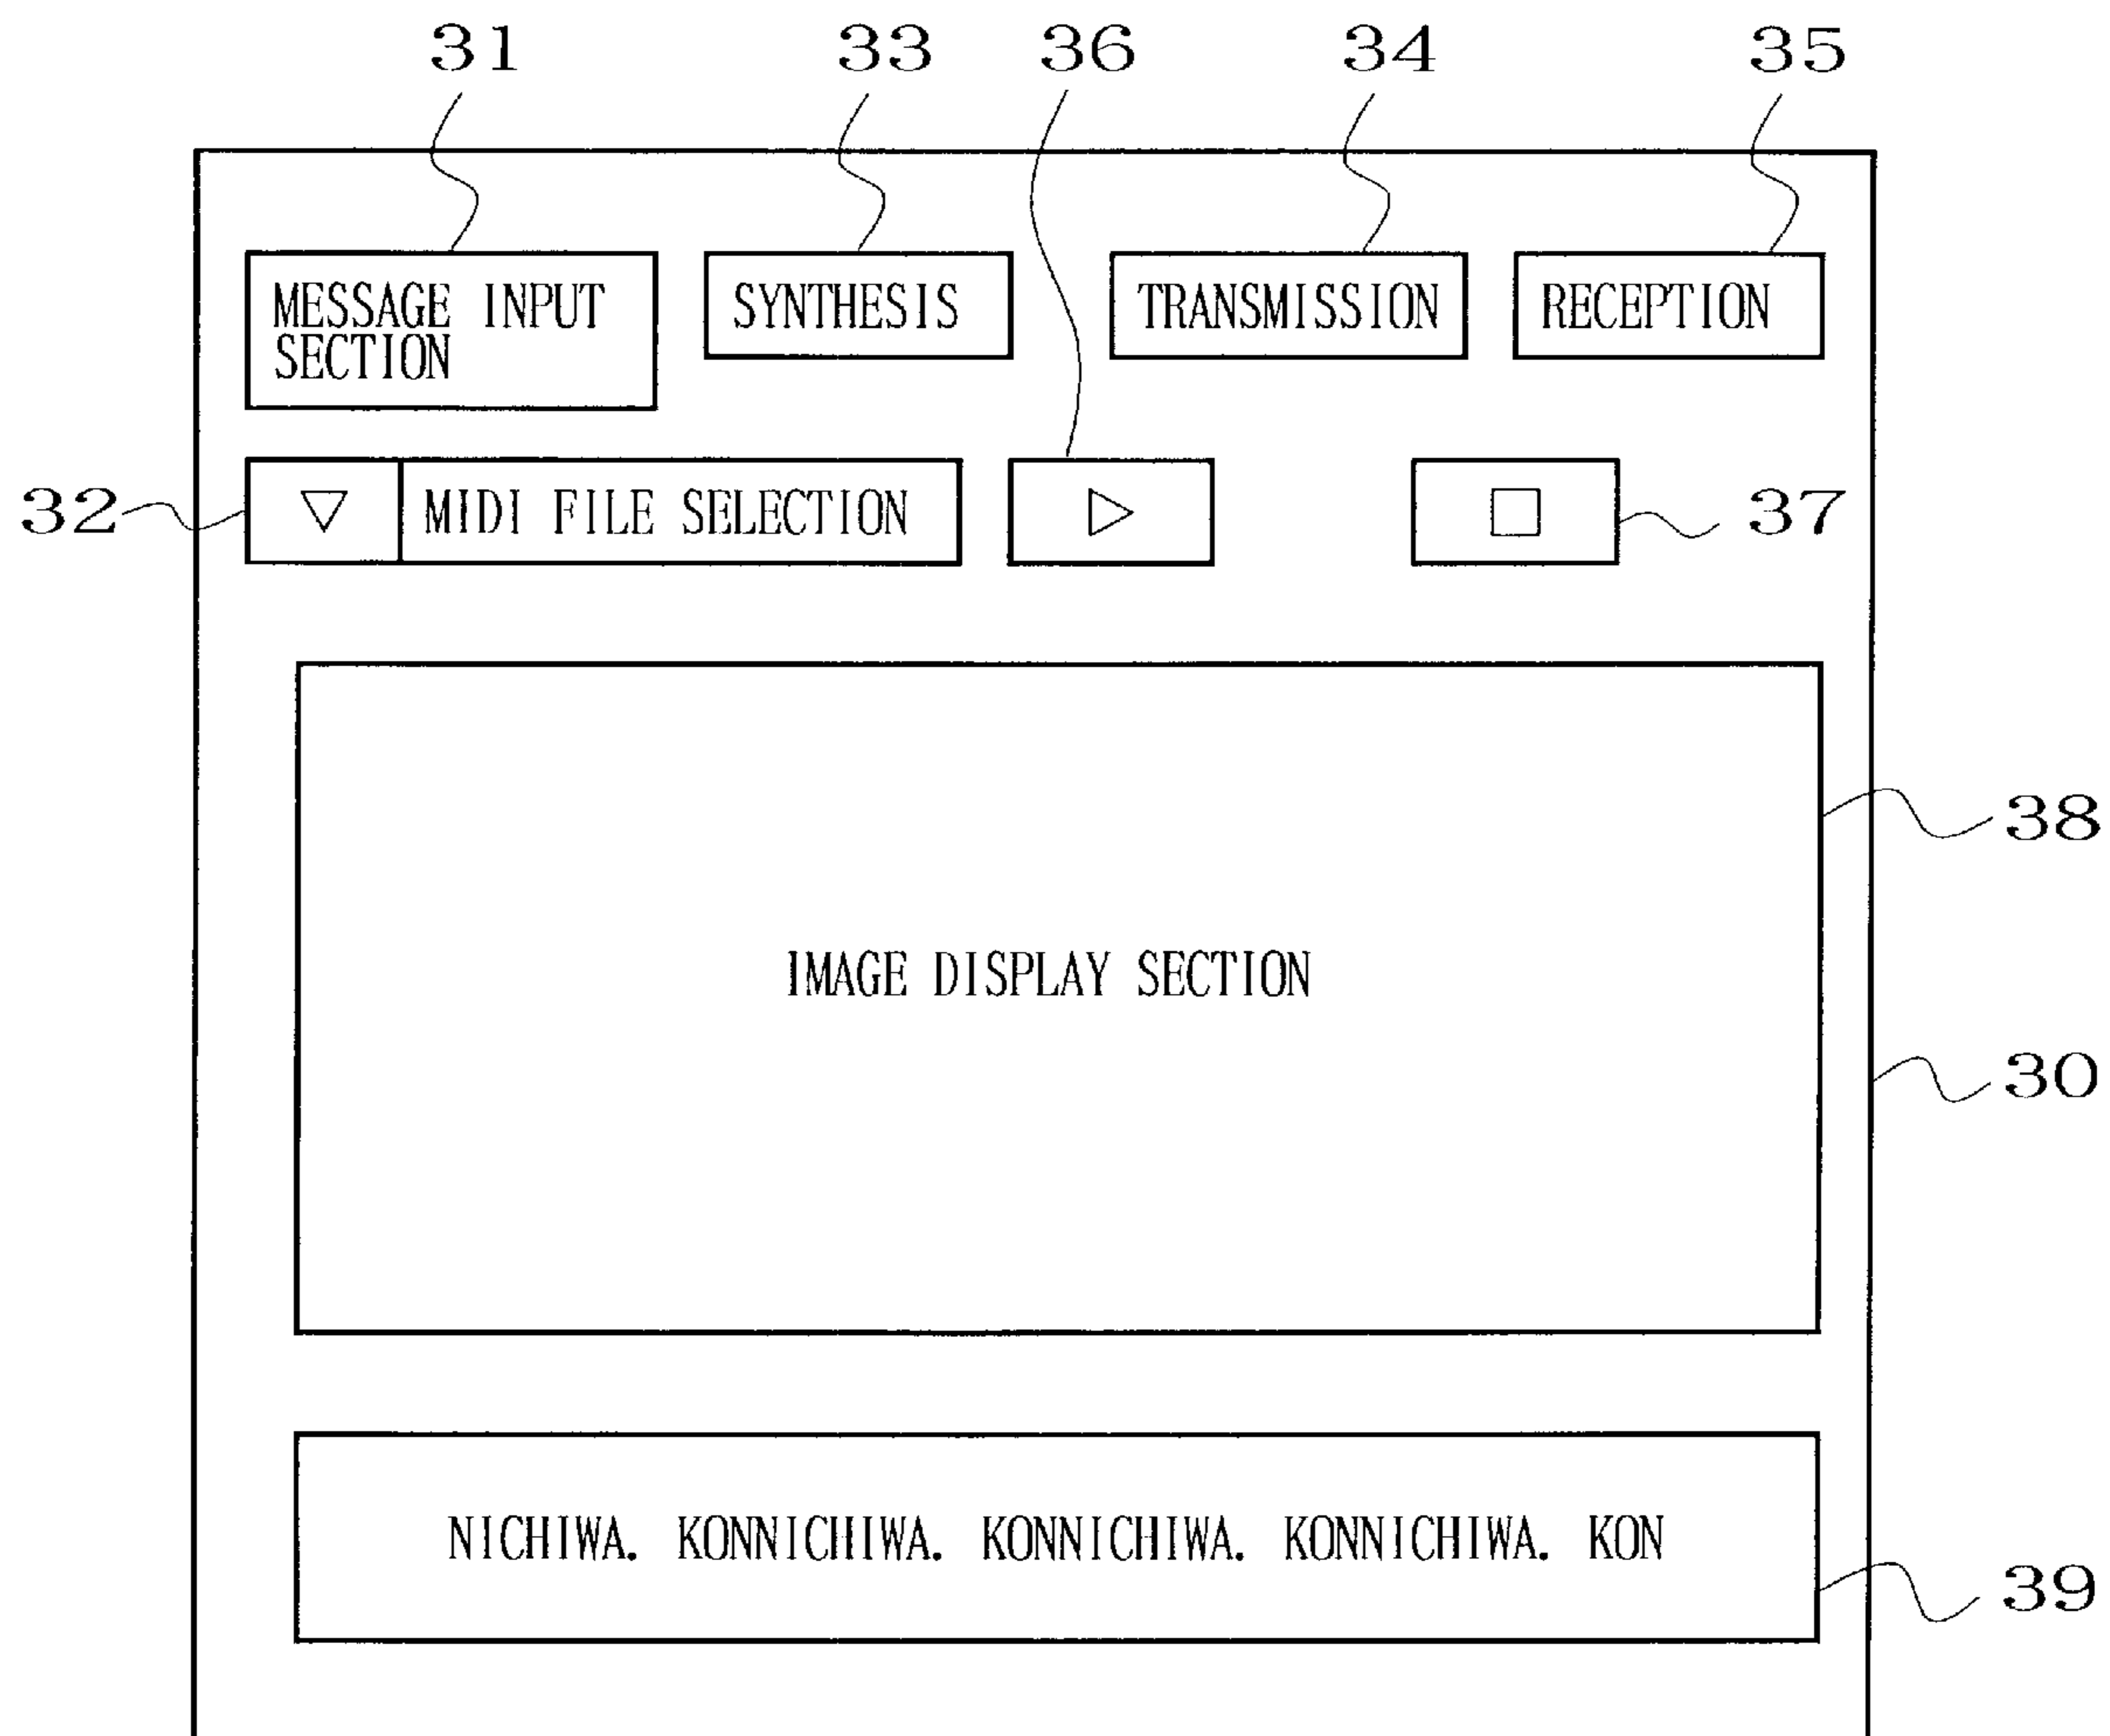 31 33 36 34 35
MESSAGE INPUT
SECTION
SYNTHESIS
TRANSMISSION
RECEPTION
32
MIDI FILE SELECTION
37
38
IMAGE DISPLAY SECTION
30
NICHIWA. KONNICHIWA. KONNICHIWA. KONNICHIWA. KON
39